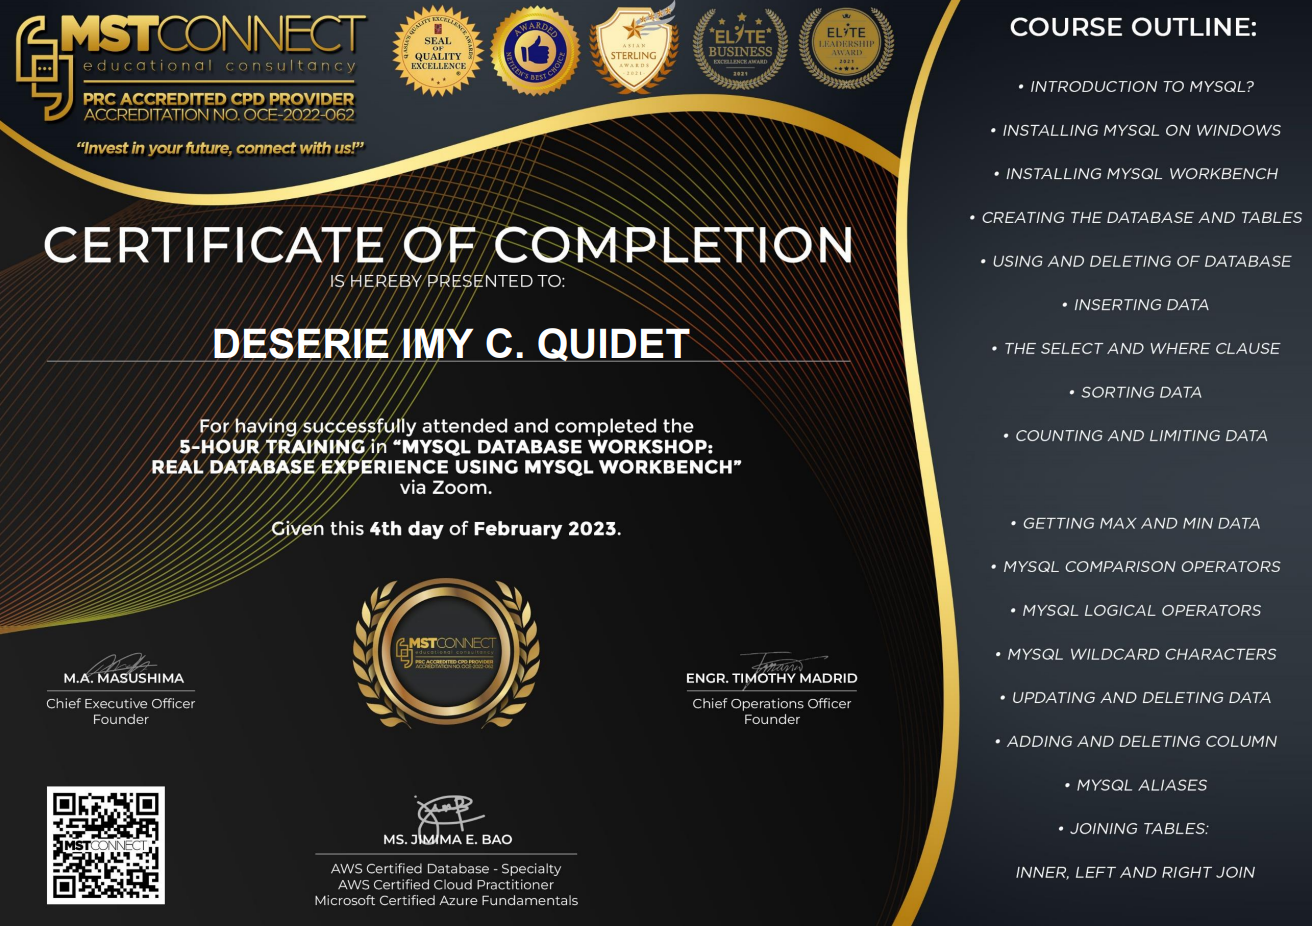 MSTCONNECT
educational consultancy
PRC ACCREDITED CPD PROVIDER
ACCREDITATION NO. OCE-2022-062
“Invest in your future, connect with us!”
SEAL
OF
QUALITY
EXCELLENCE
AWARDED
NETIZEN'S BEST CHOICE
ASIAN
STERLING
AWARDS
2021
ELITE
BUSINESS
EXCELLENCE AWARD
2021
ELITE
LEADERSHIP
AWARD
2021
CERTIFICATE OF COMPLETION
IS HEREBY PRESENTED TO:
DESERIE IMY C. QUIDET
For having successfully attended and completed the
5-HOUR TRAINING in “MYSQL DATABASE WORKSHOP:
REAL DATABASE EXPERIENCE USING MYSQL WORKBENCH”
via Zoom.
Given this 4th day of February 2023.
MSTCONNECT
educational consultancy
PRC ACCREDITED CPD PROVIDER
ACCREDITATION NO. OCE-2022-062
M.A. MASUSHIMA
Chief Executive Officer
Founder
ENGR. TIMOTHY MADRID
Chief Operations Officer
Founder
MSTCONNECT
MS. JIMIMA E. BAO
AWS Certified Database - Specialty
AWS Certified Cloud Practitioner
Microsoft Certified Azure Fundamentals
COURSE OUTLINE:
• INTRODUCTION TO MYSQL?
• INSTALLING MYSQL ON WINDOWS
• INSTALLING MYSQL WORKBENCH
• CREATING THE DATABASE AND TABLES
• USING AND DELETING OF DATABASE
• INSERTING DATA
• THE SELECT AND WHERE CLAUSE
• SORTING DATA
• COUNTING AND LIMITING DATA
• GETTING MAX AND MIN DATA
• MYSQL COMPARISON OPERATORS
• MYSQL LOGICAL OPERATORS
• MYSQL WILDCARD CHARACTERS
• UPDATING AND DELETING DATA
• ADDING AND DELETING COLUMN
• MYSQL ALIASES
• JOINING TABLES:
INNER, LEFT AND RIGHT JOIN